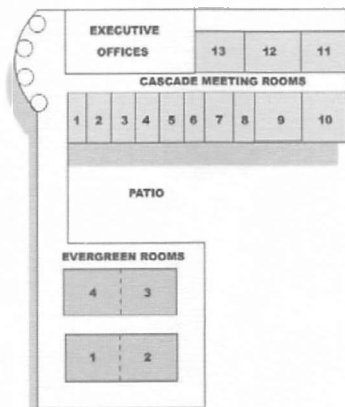 EXECUTIVE
OFFICES
13 12 11
CASCADE MEETING ROOMS
1 2 3 4 5 6 7 8 9 10
PATIO
EVERGREEN ROOMS
4 3
1 2